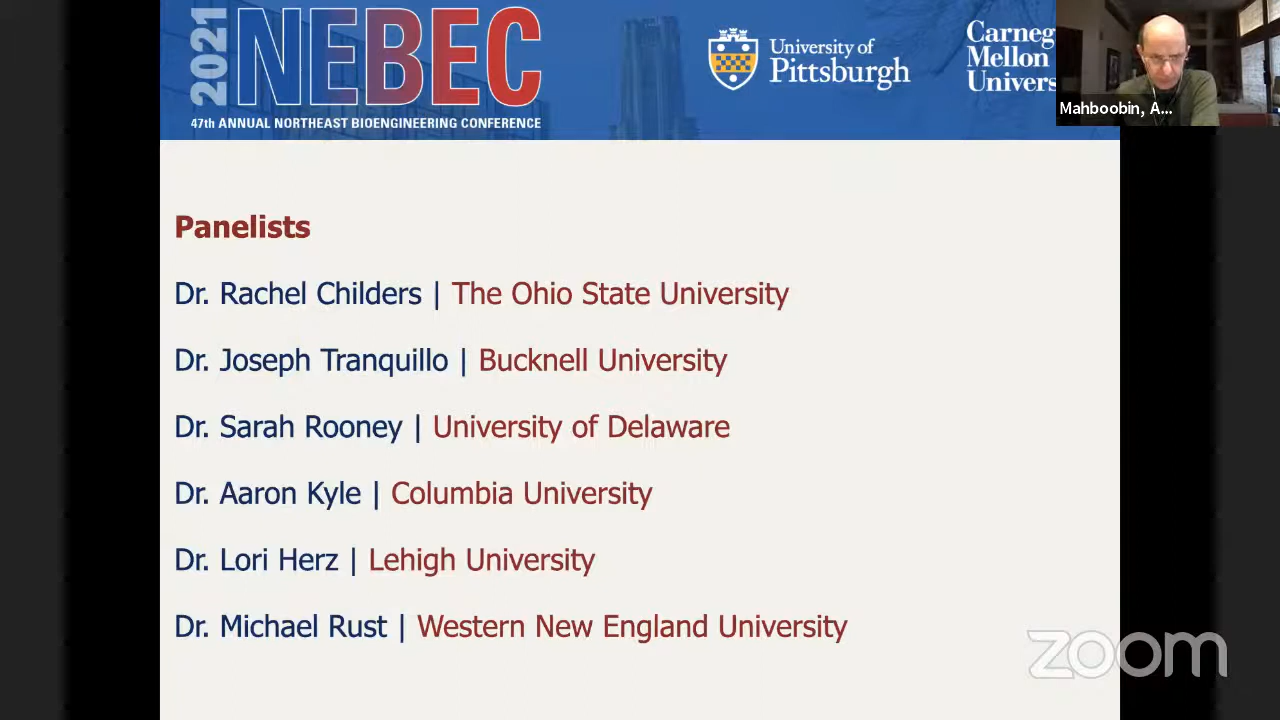 2021
NEBEC
47th ANNUAL NORTHEAST BIOENGINEERING CONFERENCE
University of
Pittsburgh
Carneg
Mellon
Univers
Mahboobin, A...
Panelists
Dr. Rachel Childers | The Ohio State University
Dr. Joseph Tranquillo | Bucknell University
Dr. Sarah Rooney | University of Delaware
Dr. Aaron Kyle | Columbia University
Dr. Lori Herz | Lehigh University
Dr. Michael Rust | Western New England University
zoom